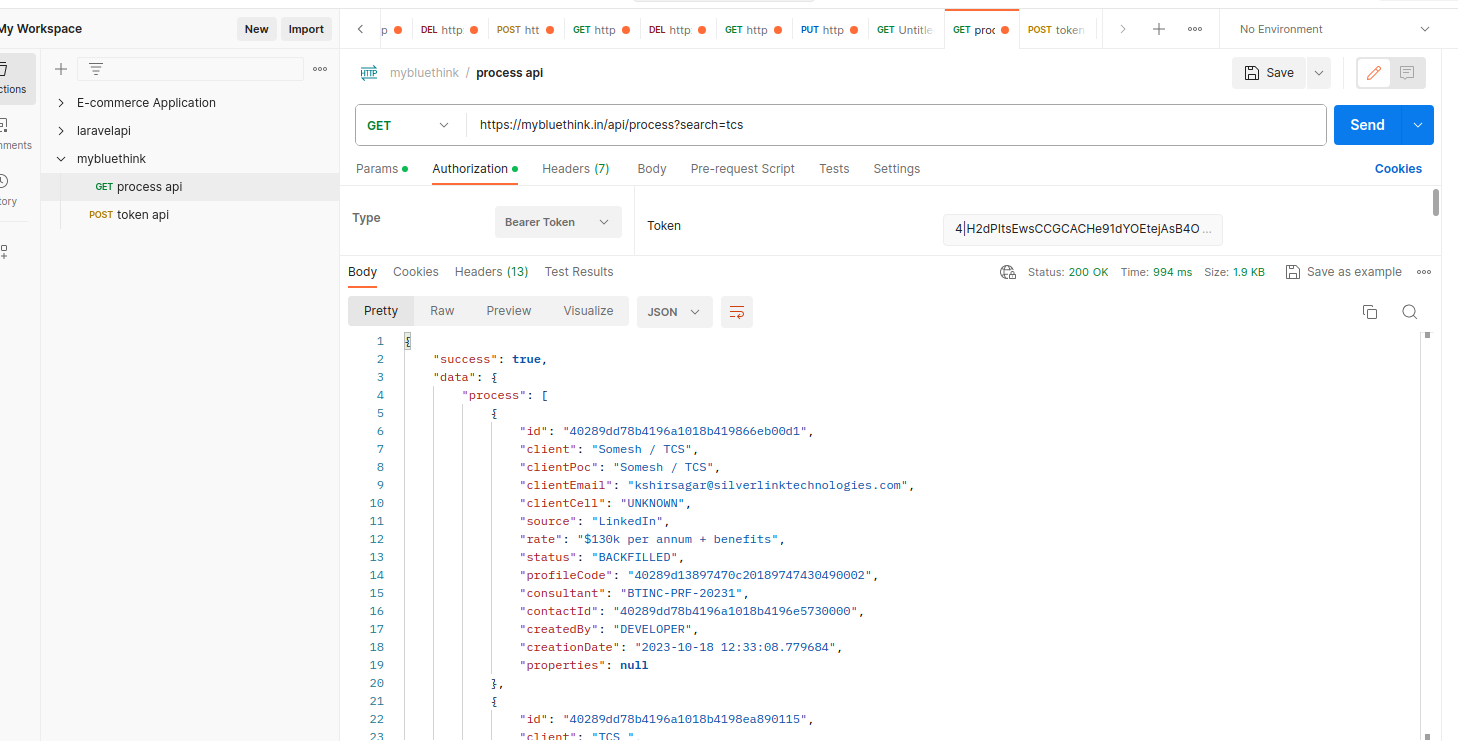 My Workspace New Import
p DEL http POST htt GET http DEL http. GET http PUT http GET Untitle GET proc POST token No Environment
ctions
mybluethink / process api Save
E-commerce Application
GET https://mybluethink.in/api/process?search=tcs Send
laravelapi
nments
mybluethink
Params Authorization Headers (7) Body Pre-request Script Tests Settings Cookies
GET process api
tory
POST token api
Type Bearer Token Token 4|H2dPItsEwsCCGCACHe91dYOEtejAsB4O ...
Body Cookies Headers (13) Test Results Status: 200 OK Time: 994 ms Size: 1.9 KB Save as example
Pretty Raw Preview Visualize JSON
1 {
2 "success": true,
3 "data": {
4 "process": [
5 {
6 "id": "40289dd78b4196a1018b419866eb00d1",
7 "client": "Somesh / TCS",
8 "clientPoc": "Somesh / TCS",
9 "clientEmail": "kshirsagar@silverlinktechnologies.com",
10 "clientCell": "UNKNOWN",
11 "source": "LinkedIn",
12 "rate": "$130k per annum + benefits",
13 "status": "BACKFILLED",
14 "profileCode": "40289d13897470c20189747430490002",
15 "consultant": "BTINC-PRF-20231",
16 "contactId": "40289dd78b4196a1018b4196e5730000",
17 "createdBy": "DEVELOPER",
18 "creationDate": "2023-10-18 12:33:08.779684",
19 "properties": null
20 },
21 {
22 "id": "40289dd78b4196a1018b4198ea890115",
23 "client": "TCS ",